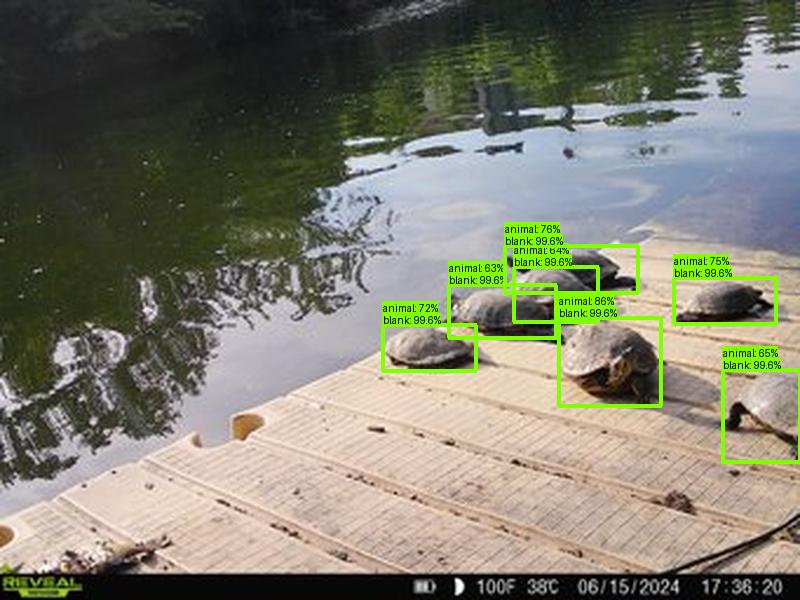 animal: 76%
blank: 99.6%
animal: 64%
blank: 99.6%
animal: 63%
blank: 99.6%
animal: 75%
blank: 99.6%
animal: 72%
blank: 99.6%
animal: 86%
blank: 99.6%
animal: 65%
blank: 99.6%
REVEAL
100F 38℃ 06/15/2024 17:36:20